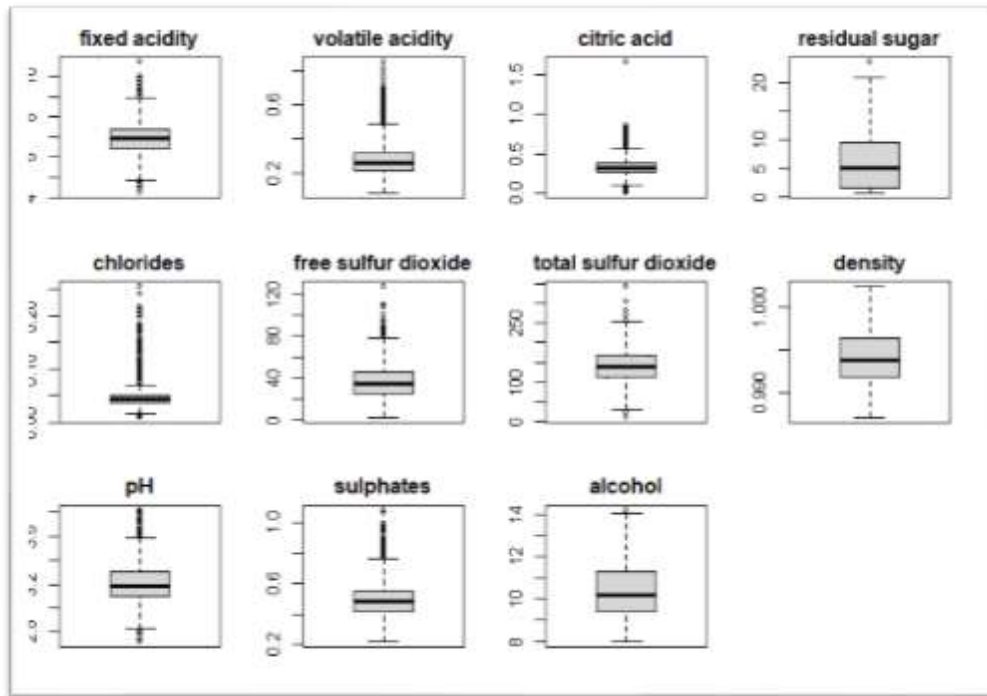 fixed acidity
volatile acidity
citric acid
residual sugar
0.2 0.6
0.0 0.5 1.0 1.5
0 5 10 20
chlorides
free sulfur dioxide
total sulfur dioxide
density
0 40 80 120
0 100 250
0.990 1.000
pH
sulphates
alcohol
0.2 0.6 1.0
8 10 12 14